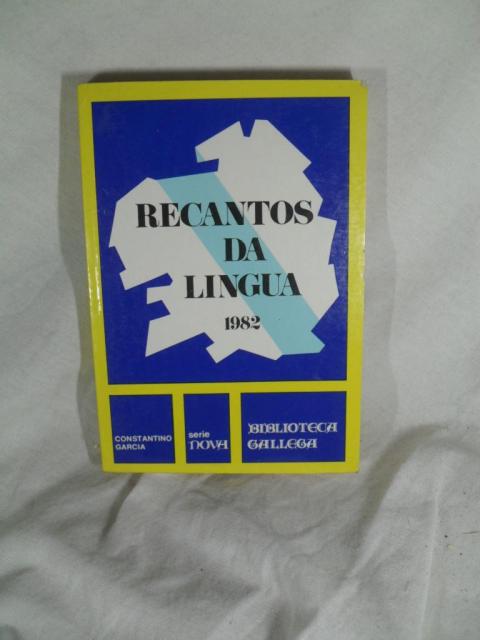 RECANTOS
DA
LINGUA
1982
CONSTANTINO
GARCIA
serie
NOVA
BIBLIOTECA
GALLEGA